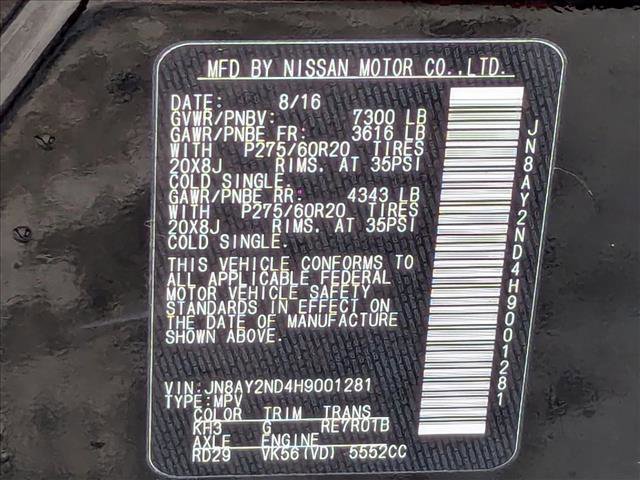 MFD BY NISSAN MOTOR CO.,LTD.
DATE: 8/16
GVWR/PNBV: 7300 LB
GAWR/PNBE FR: 3616 LB
WITH P275/60R20 TIRES
20X8J RIMS. AT 35PSI
COLD SINGLE.
GAWR/PNBE RR: 4343 LB
WITH P275/60R20 TIRES
20X8J RIMS. AT 35PSI
COLD SINGLE.
THIS VEHICLE CONFORMS TO
ALL APPLICABLE FEDERAL
MOTOR VEHICLE SAFETY
STANDARDS IN EFFECT ON
THE DATE OF MANUFACTURE
SHOWN ABOVE.
VIN: JN8AY2ND4H9001281
TYPE: MPV
COLOR TRIM TRANS
KH3 G RE7R01B
AXLE ENGINE
RD29 VK56(VD) 5552CC
JN8AY2ND4H9001281